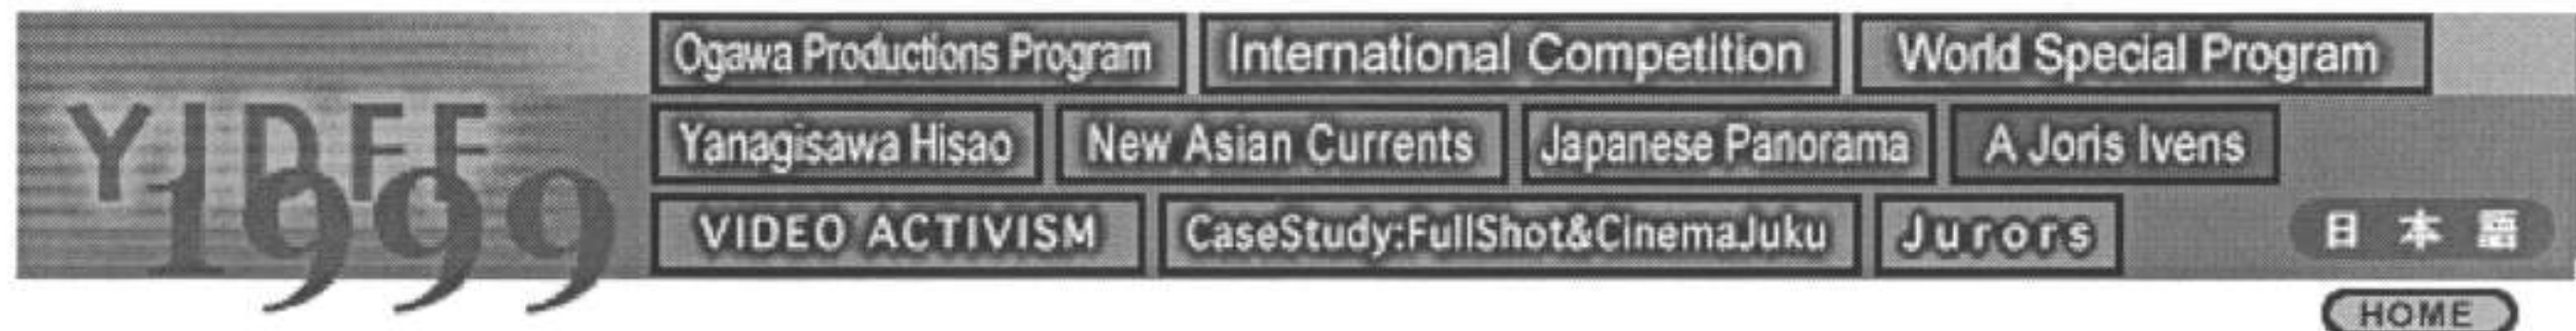 YIDFF
1999
Ogawa Productions Program International Competition World Special Program
Yanagisawa Hisao New Asian Currents Japanese Panorama A Joris Ivens
VIDEO ACTIVISM CaseStudy:FullShot&CinemaJuku Jurors 日本語
HOME